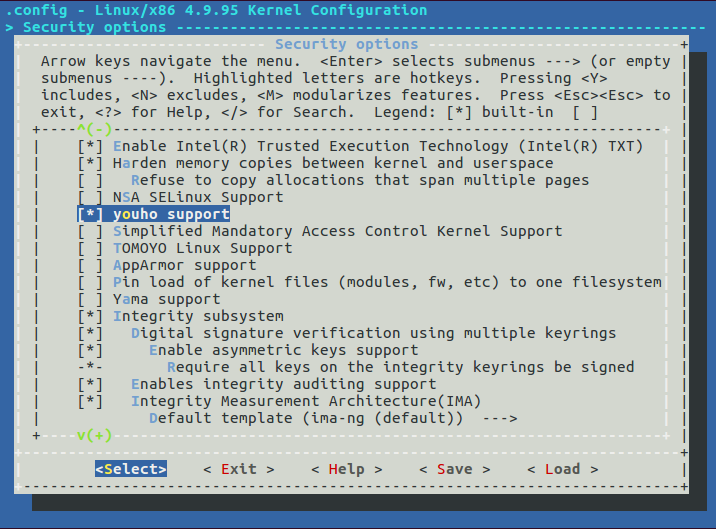 .config - Linux/x86 4.9.95 Kernel Configuration
> Security options
Security options
Arrow keys navigate the menu. <Enter> selects submenus ---> (or empty
submenus ----). Highlighted letters are hotkeys. Pressing <Y>
includes, <N> excludes, <M> modularizes features. Press <Esc><Esc> to
exit, <?> for Help, </> for Search. Legend: [*] built-in [ ]
^(-)
[*] Enable Intel(R) Trusted Execution Technology (Intel(R) TXT)
[*] Harden memory copies between kernel and userspace
[ ] Refuse to copy allocations that span multiple pages
[ ] NSA SELinux Support
[*] youho support
[ ] Simplified Mandatory Access Control Kernel Support
[ ] TOMOYO Linux Support
[ ] AppArmor support
[ ] Pin load of kernel files (modules, fw, etc) to one filesystem
[ ] Yama support
[*] Integrity subsystem
[*] Digital signature verification using multiple keyrings
[*] Enable asymmetric keys support
-*- Require all keys on the integrity keyrings be signed
[*] Enables integrity auditing support
[*] Integrity Measurement Architecture(IMA)
Default template (ima-ng (default)) --->
v(+)
<Select> < Exit > < Help > < Save > < Load >